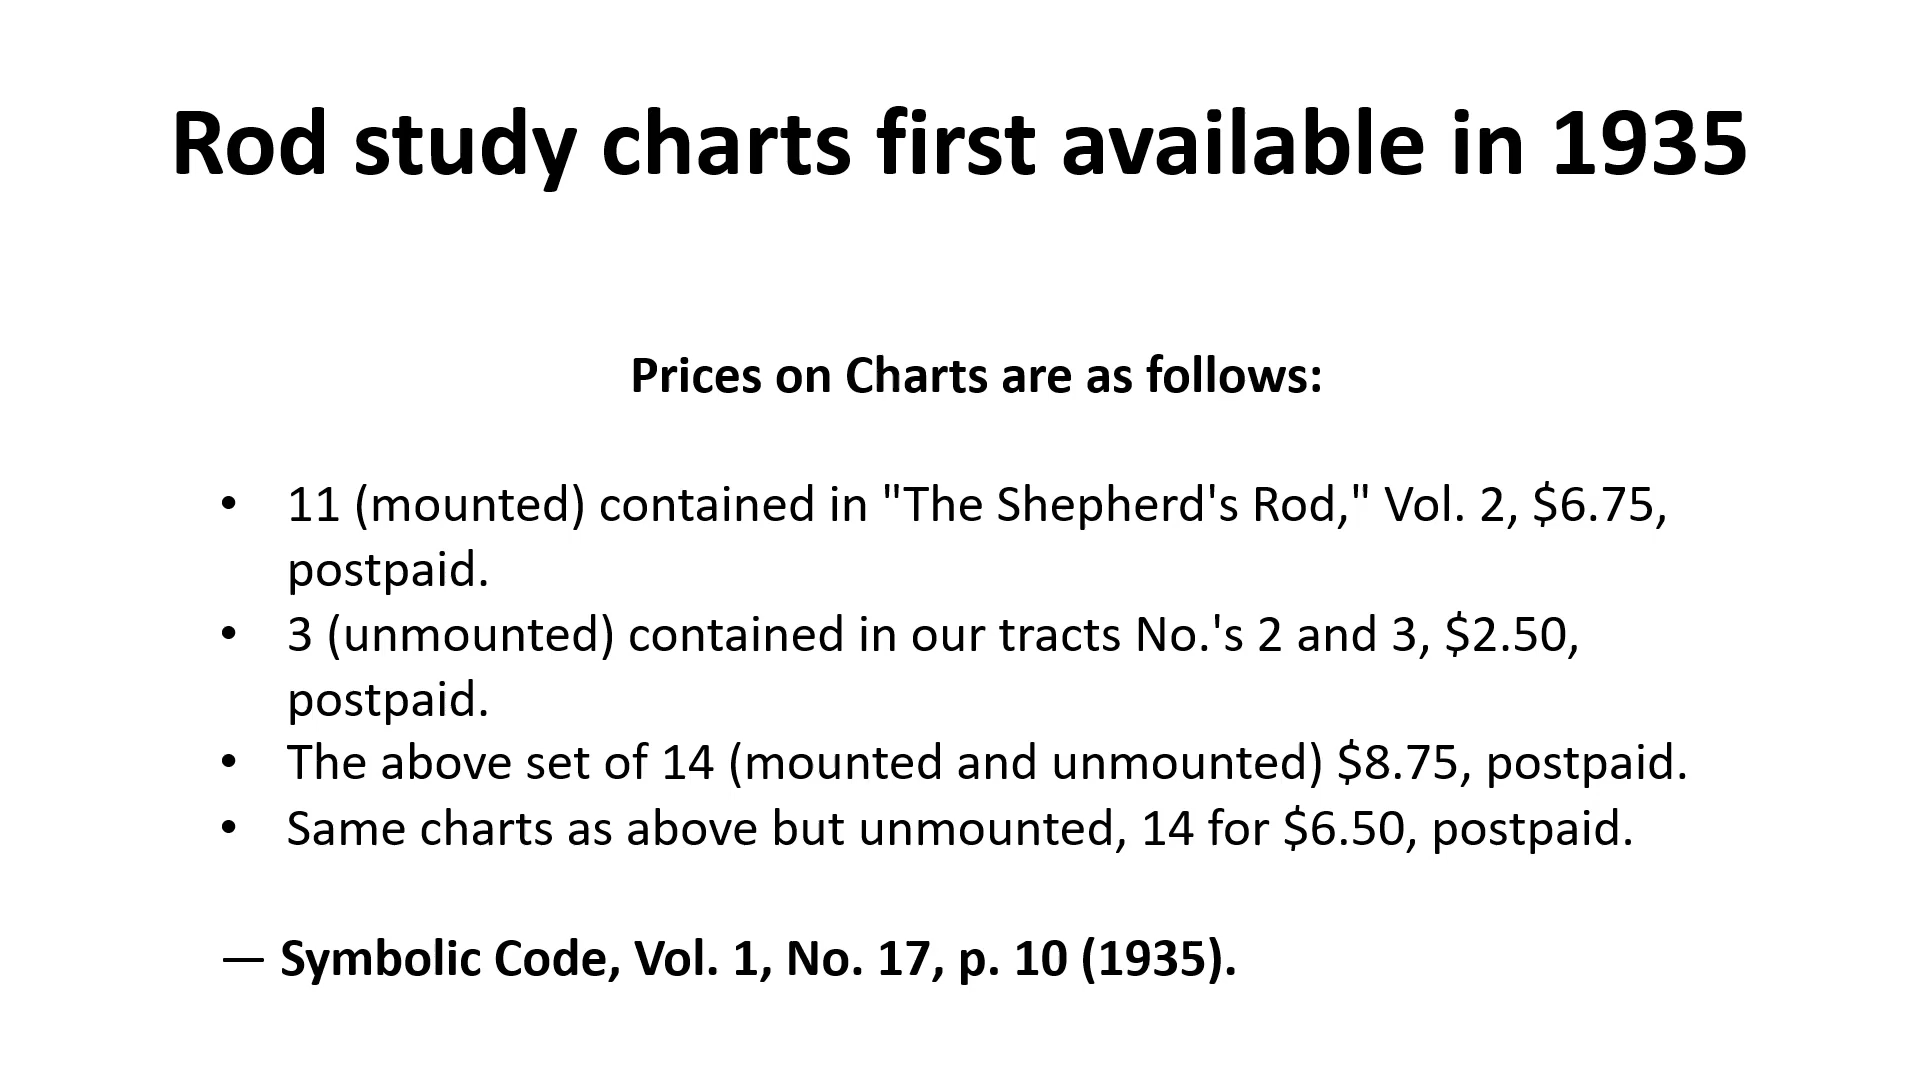 Rod study charts first available in 1935
Prices on Charts are as follows:
• 11 (mounted) contained in "The Shepherd's Rod," Vol. 2, $6.75,
postpaid.
• 3 (unmounted) contained in our tracts No.'s 2 and 3, $2.50,
postpaid.
• The above set of 14 (mounted and unmounted) $8.75, postpaid.
• Same charts as above but unmounted, 14 for $6.50, postpaid.
— Symbolic Code, Vol. 1, No. 17, p. 10 (1935).